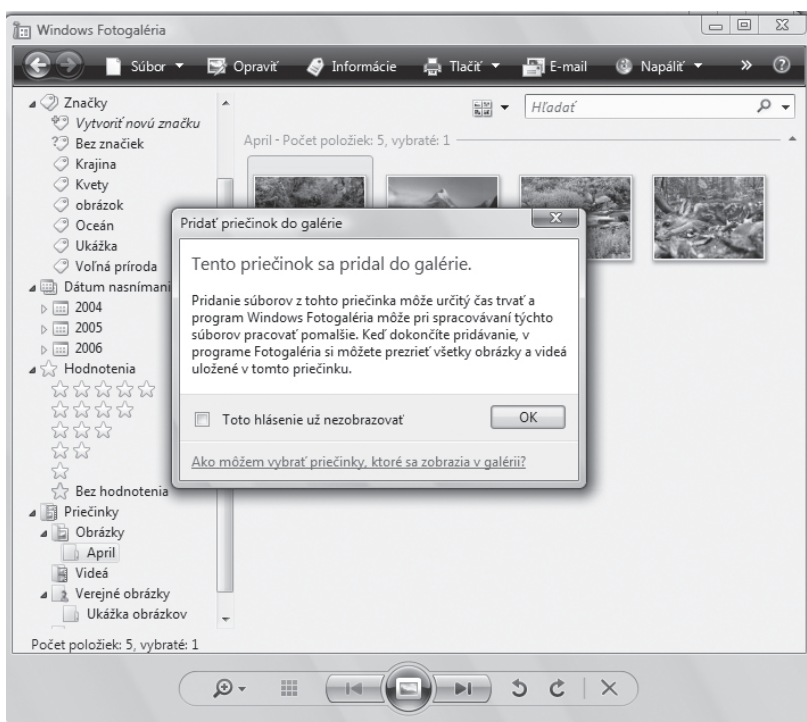 Windows Fotogaléria
Súbor Opraviť Informácie Tlačiť E-mail Napáliť »
Značky
Vytvoriť novú značku
Bez značiek
Krajina
Kvety
obrázok
Oceán
Ukážka
Voľná príroda
Dátum nasnímani
2004
2005
2006
Hodnotenia
Bez hodnotenia
Priečinky
Obrázky
April
Videá
Verejné obrázky
Ukážka obrázkov
Hľadať
April - Počet položiek: 5, vybraté: 1
Pridať priečinok do galérie
Tento priečinok sa pridal do galérie.
Pridanie súborov z tohto priečinka môže určitý čas trvať a
program Windows Fotogaléria môže pri spracovávaní týchto
súborov pracovať pomalšie. Keď dokončíte pridávanie, v
programe Fotogaléria si môžete prezrieť všetky obrázky a videá
uložené v tomto priečinku.
Toto hlásenie už nezobrazovať
OK
Ako môžem vybrať priečinky, ktoré sa zobrazia v galérii?
Počet položiek: 5, vybraté: 1